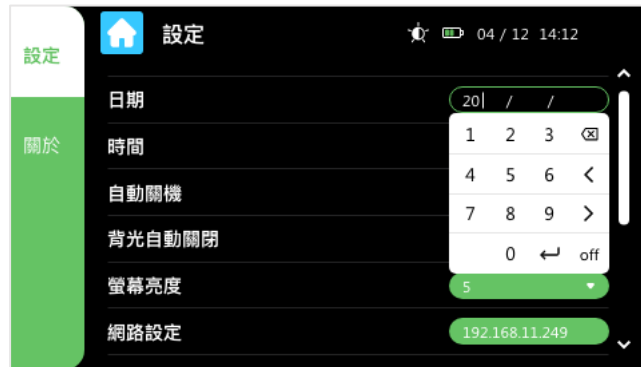 設定
關於
設定 04 / 12 14:12
日期 20 / /
時間
自動關機
背光自動關閉
螢幕亮度 5
網路設定 192.168.11.249
1 2 3
4 5 6 <
7 8 9 >
0 ↵ off